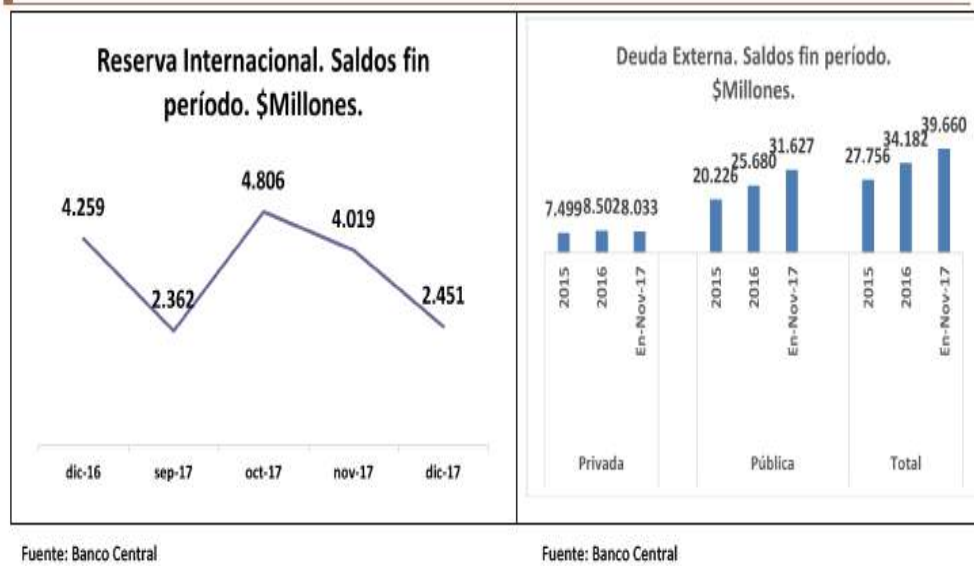 Reserva Internacional. Saldos fin
período. $Millones.
4.259
2.362
4.806
4.019
2.451
dic-16
sep-17
oct-17
nov-17
dic-17
Fuente: Banco Central
Deuda Externa. Saldos fin período.
$Millones.
7.499
8.502
8.033
20.226
25.680
31.627
27.756
34.182
39.660
2015
2016
En-Nov-17
2015
2016
En-Nov-17
2015
2016
En-Nov-17
Privada
Pública
Total
Fuente: Banco Central